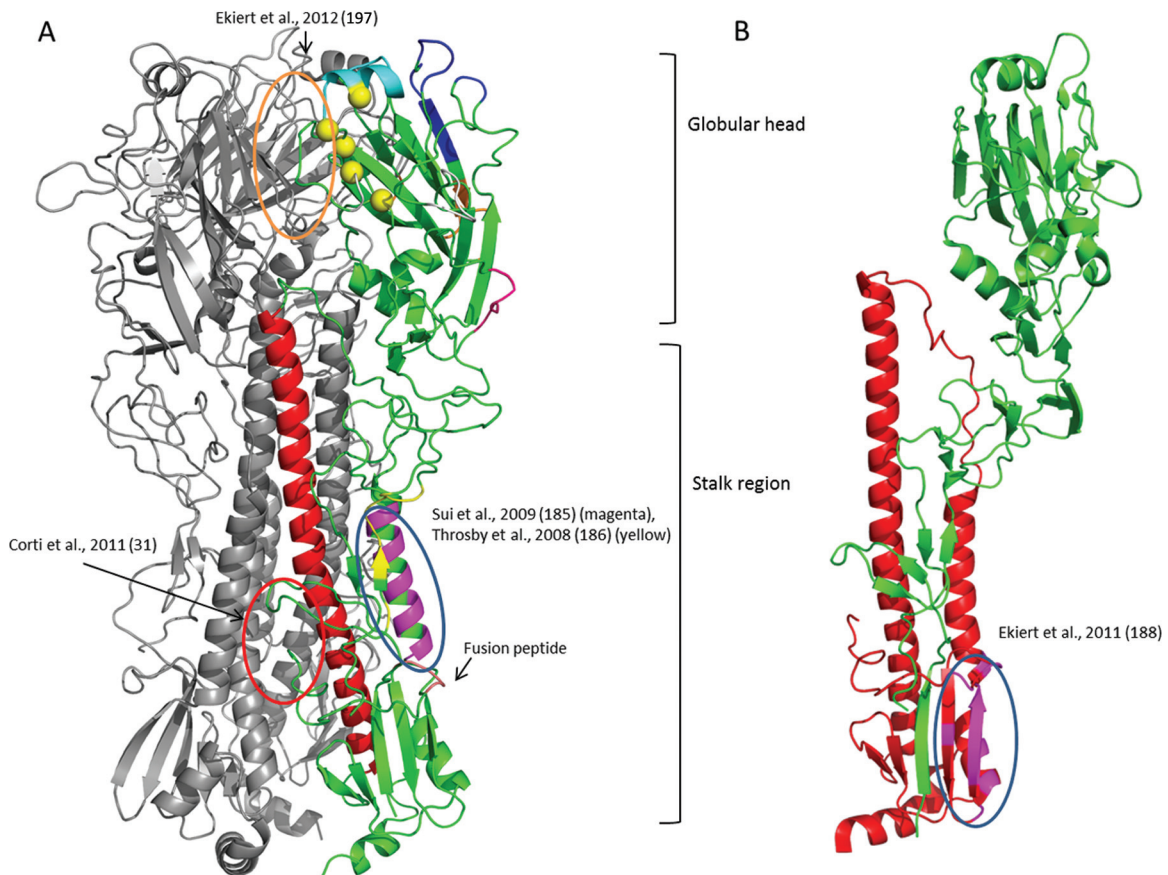 A
Ekiert et al., 2012 (197)
B
Globular head
Stalk region
Sui et al., 2009 (185) (magenta),
Throsby et al., 2008 (186) (yellow)
Corti et al., 2011 (31)
Fusion peptide
Ekiert et al., 2011 (188)